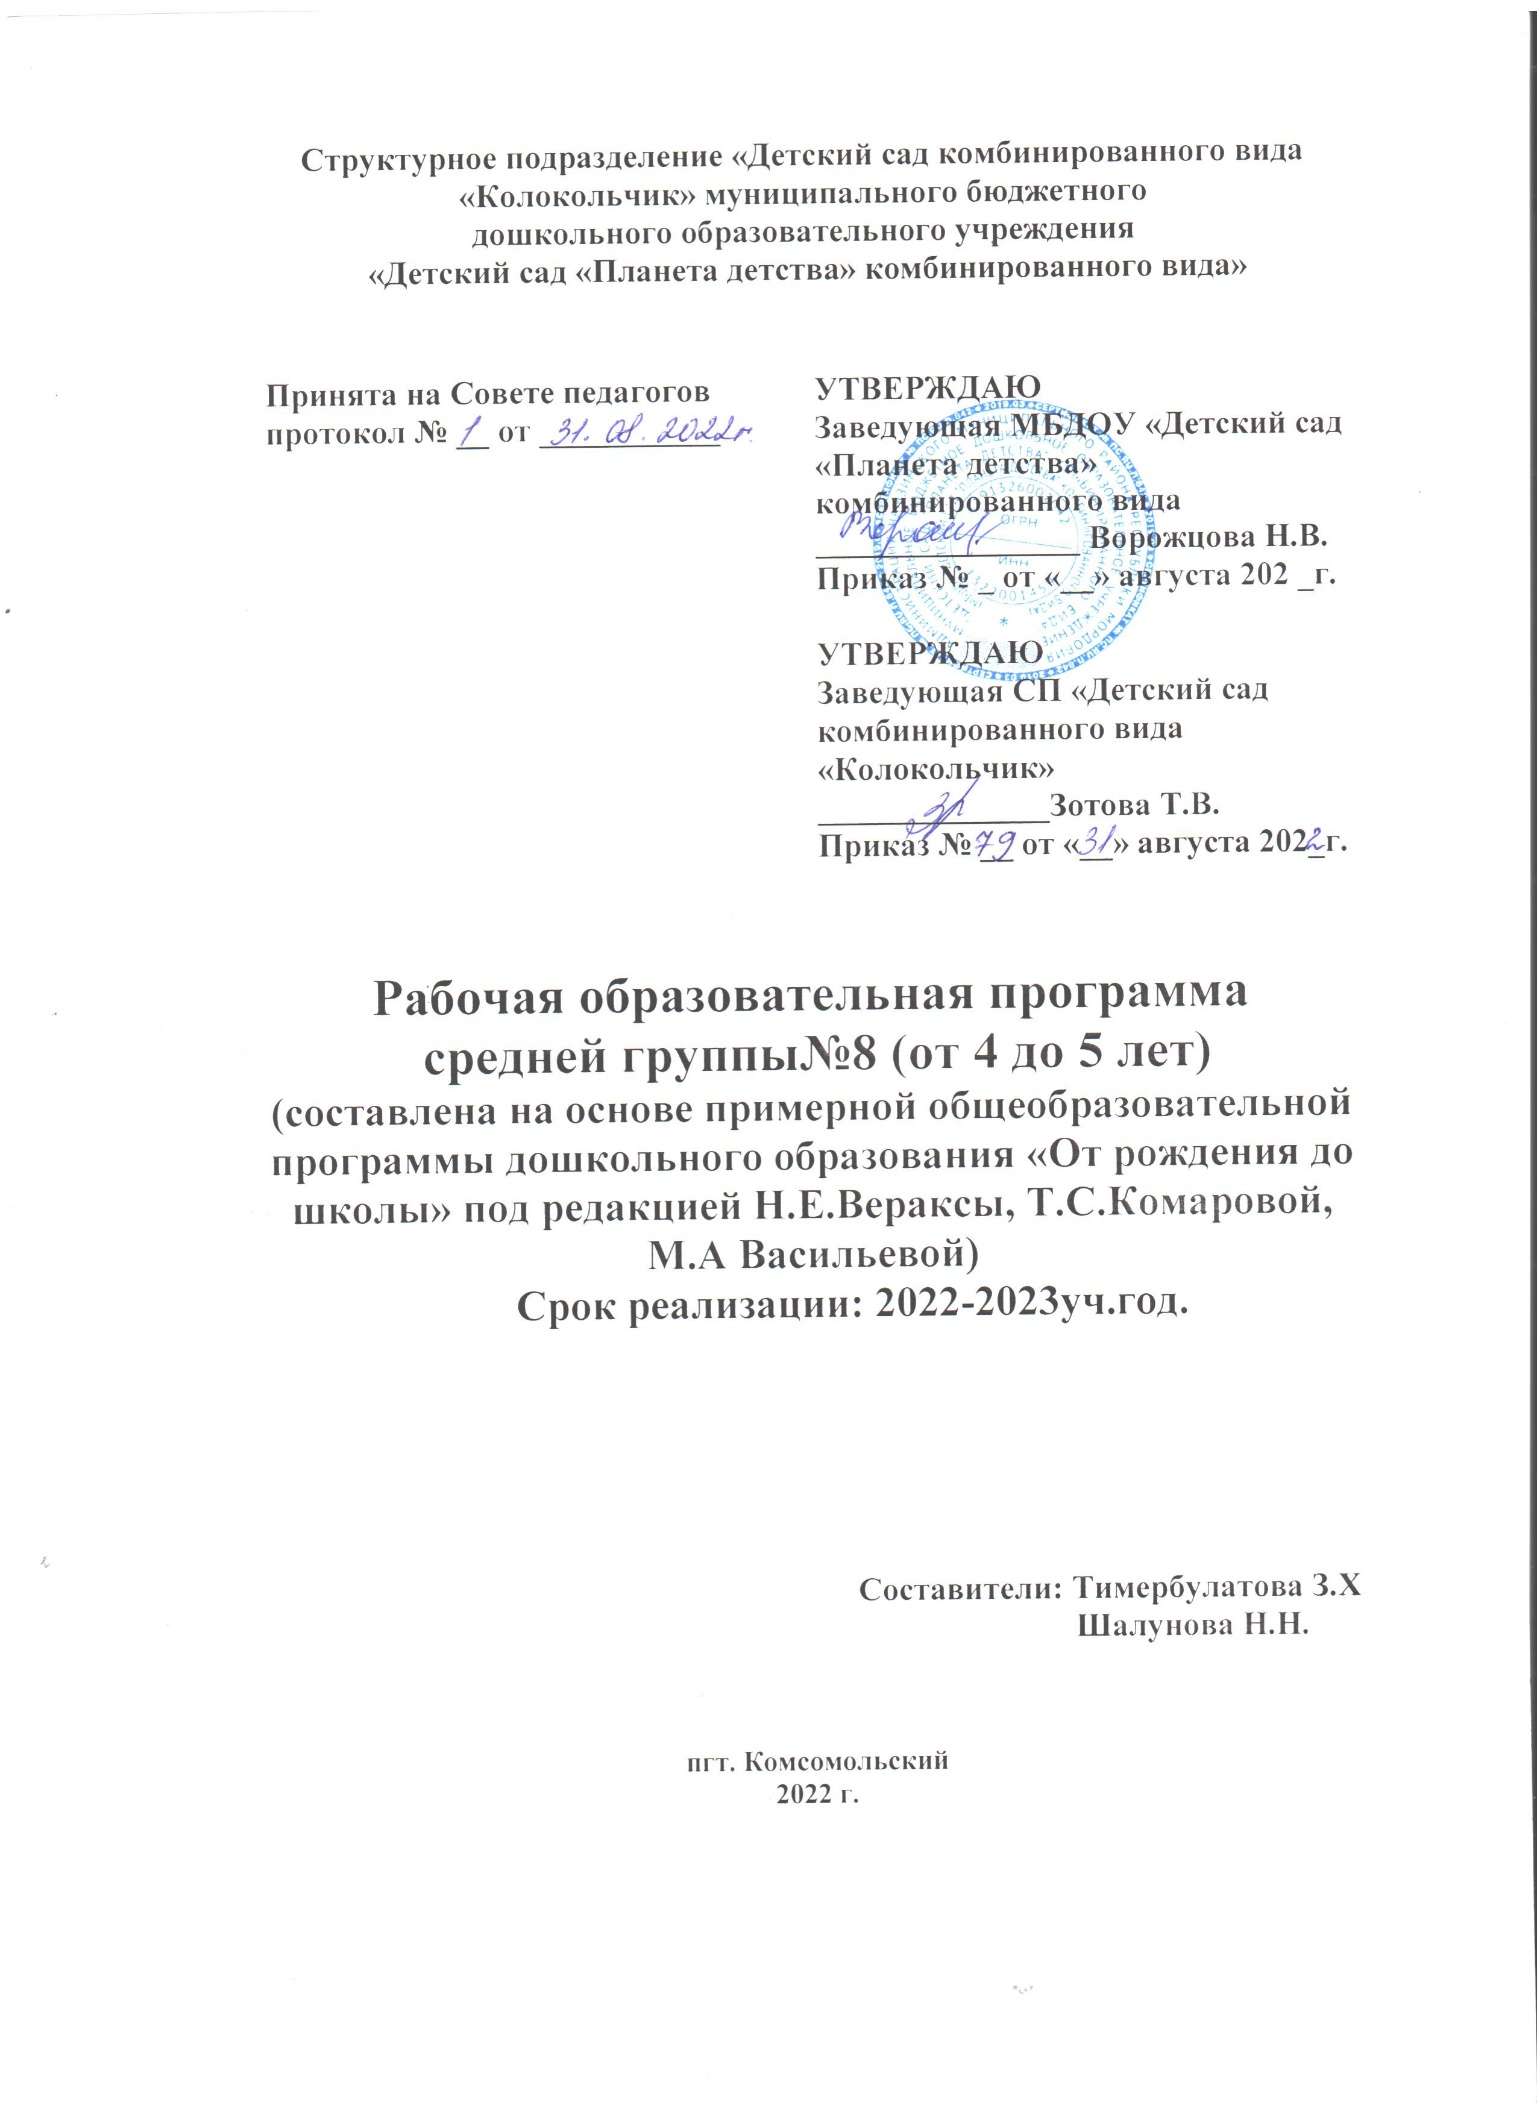 Структурное подразделение «Детский сад комбинированного вида
«Колокольчик» муниципального бюджетного
дошкольного образовательного учреждения
«Детский сад «Планета детства» комбинированного вида»
Принята на Совете педагогов
протокол № 1 от 31.08.2022г.
УТВЕРЖДАЮ
Заведующая МБДОУ «Детский сад
«Планета детства»
комбинированного вида
Ворожцова Н.В.
Приказ № _ от «__» августа 202 _г.
УТВЕРЖДАЮ
Заведующая СП «Детский сад
комбинированного вида
«Колокольчик»
Зотова Т.В.
Приказ № 79 от «31» августа 2022г.
ОГРН
ИНН
Рабочая образовательная программа
средней группы№8 (от 4 до 5 лет)
(составлена на основе примерной общеобразовательной
программы дошкольного образования «От рождения до
школы» под редакцией Н.Е.Вераксы, Т.С.Комаровой,
М.А Васильевой)
Срок реализации: 2022-2023уч.год.
Составители: Тимербулатова З.Х
Шалунова Н.Н.
пгт. Комсомольский
2022 г.